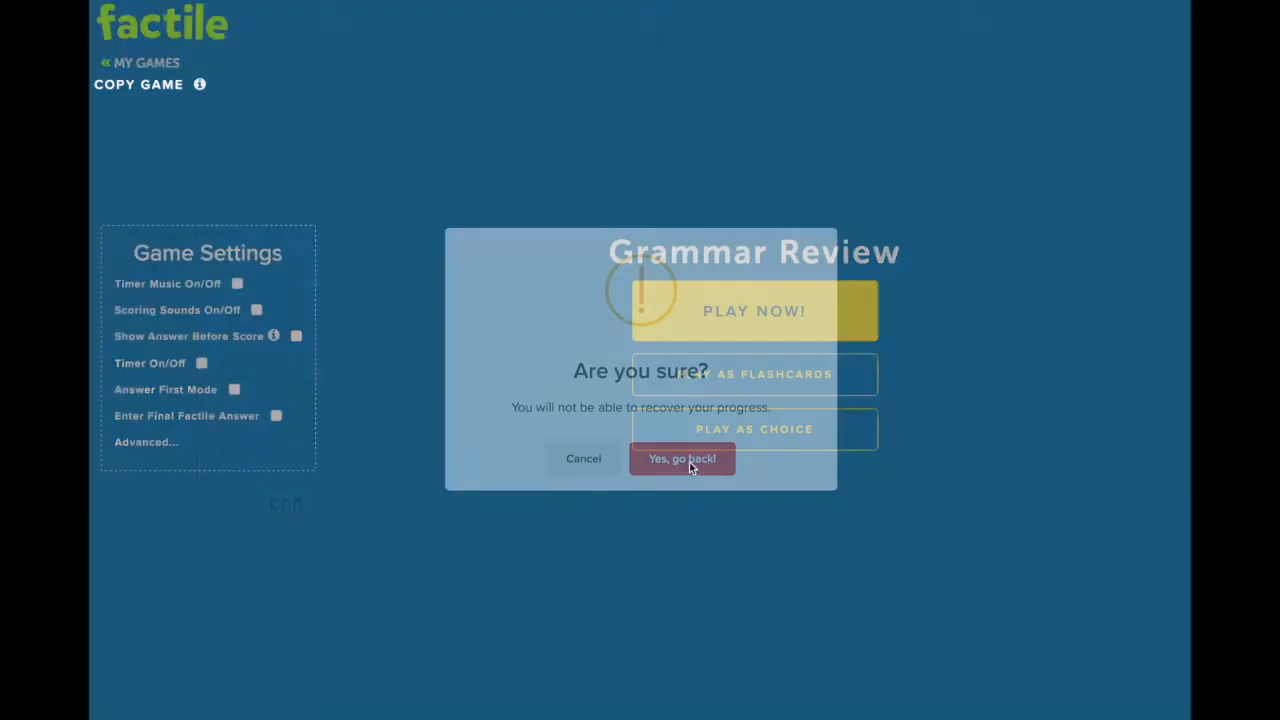 factile
« MY GAMES
COPY GAME
Game Settings
Timer Music On/Off
Scoring Sounds On/Off
Show Answer Before Score
Timer On/Off
Answer First Mode
Enter Final Factile Answer
Advanced...
500
Grammar Review
PLAY NOW!
PLAY AS FLASHCARDS
PLAY AS CHOICE
Are you sure?
You will not be able to recover your progress.
Cancel
Yes, go back!